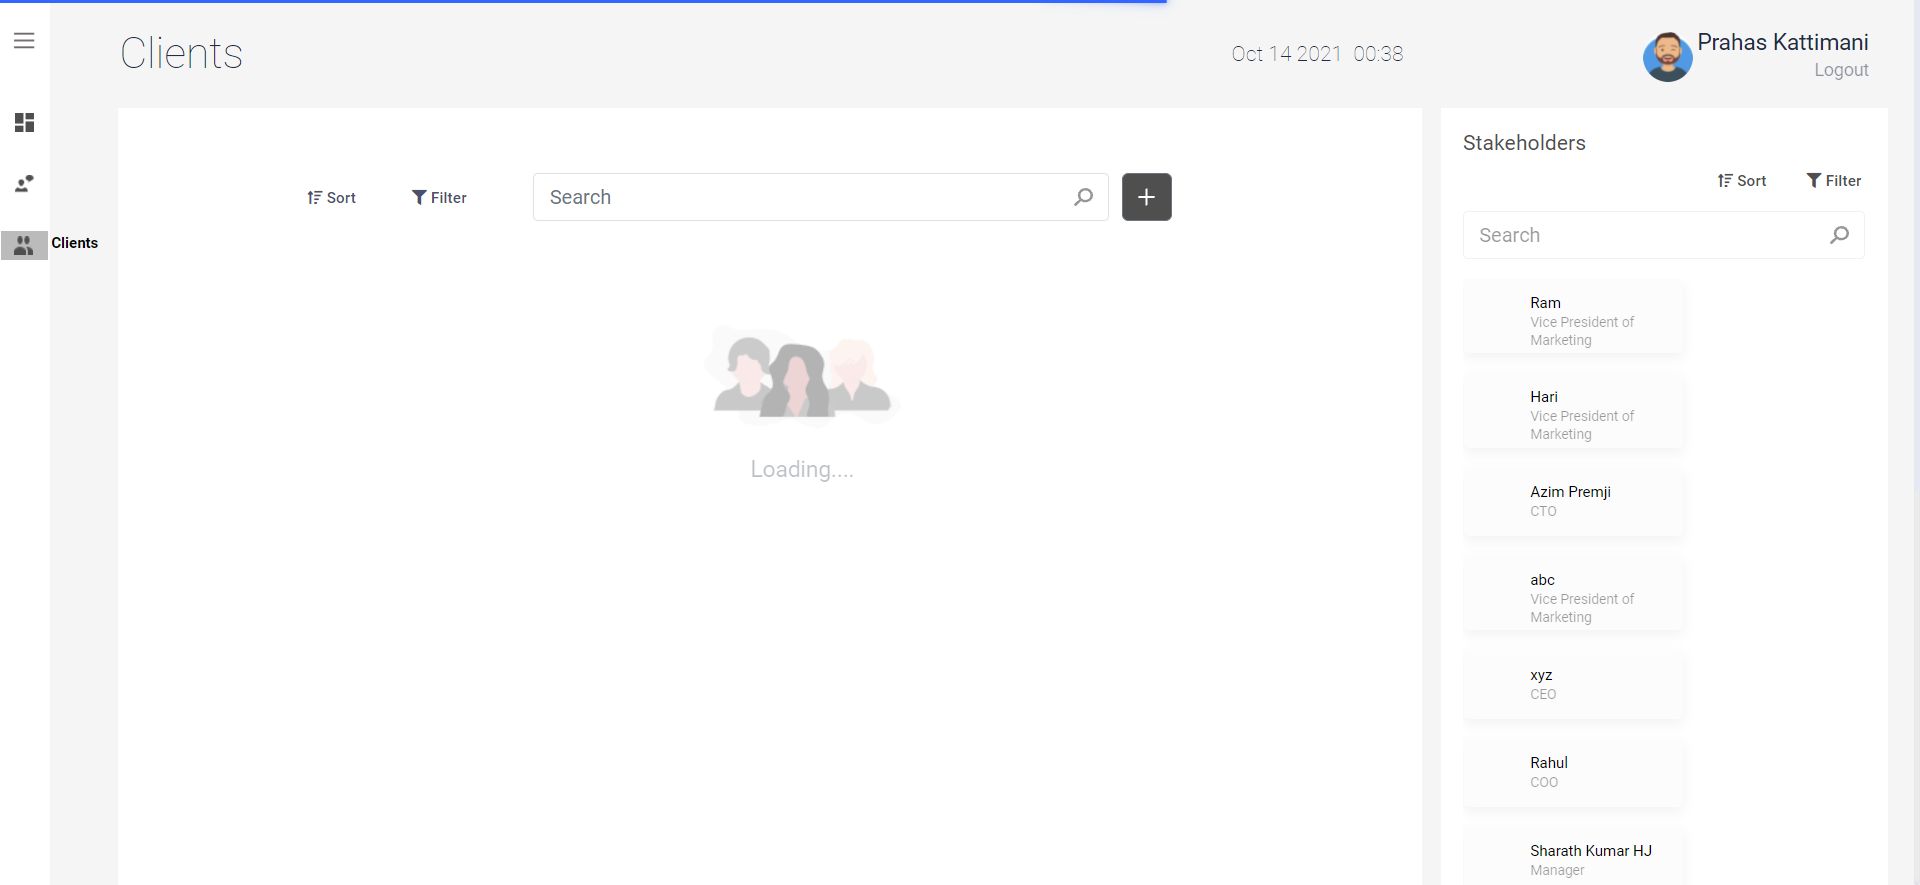 Clients
Oct 14 2021 00:38
Prahas Kattimani
Logout
Clients
Sort
Filter
Search
Loading....
Stakeholders
Sort
Filter
Search
Ram
Vice President of
Marketing
Hari
Vice President of
Marketing
Azim Premji
CTO
abc
Vice President of
Marketing
xyz
CEO
Rahul
COO
Sharath Kumar HJ
Manager